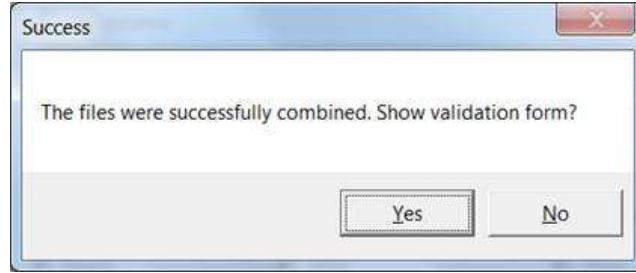 Success
The files were successfully combined. Show validation form?
Yes
No